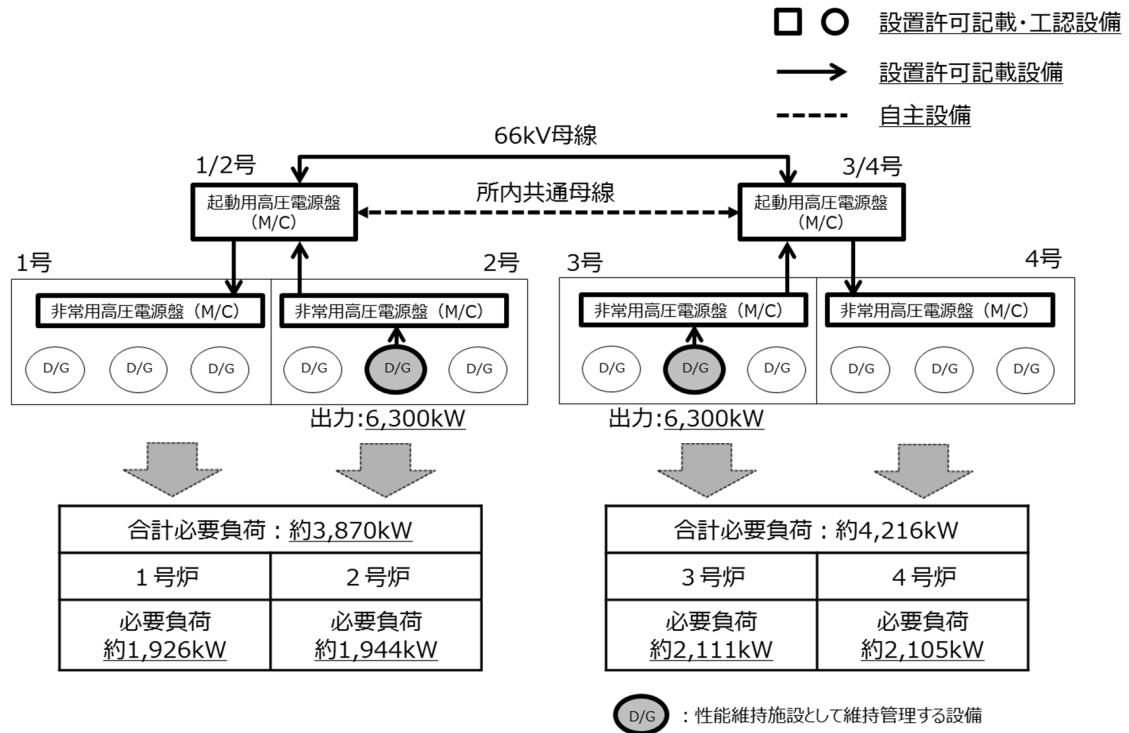 設置許可記載・工認設備
設置許可記載設備
自主設備
66kV母線
1/2号
3/4号
起動用高圧電源盤
（M/C）
所内共通母線
起動用高圧電源盤
（M/C）
1号
2号
3号
4号
非常用高圧電源盤（M/C）
非常用高圧電源盤（M/C）
非常用高圧電源盤（M/C）
非常用高圧電源盤（M/C）
D/G
D/G
D/G
D/G
D/G
D/G
D/G
D/G
D/G
D/G
D/G
D/G
出力:6,300kW
出力:6,300kW
合計必要負荷：約3,870kW
１号炉
２号炉
必要負荷
約1,926kW
必要負荷
約1,944kW
合計必要負荷：約4,216kW
３号炉
４号炉
必要負荷
約2,111kW
必要負荷
約2,105kW
D/G ：性能維持施設として維持管理する設備